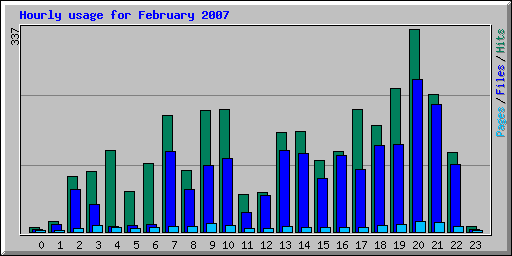 Hourly usage for February 2007
337
Pages / Files / Hits
0 1 2 3 4 5 6 7 8 9 10 11 12 13 14 15 16 17 18 19 20 21 22 23